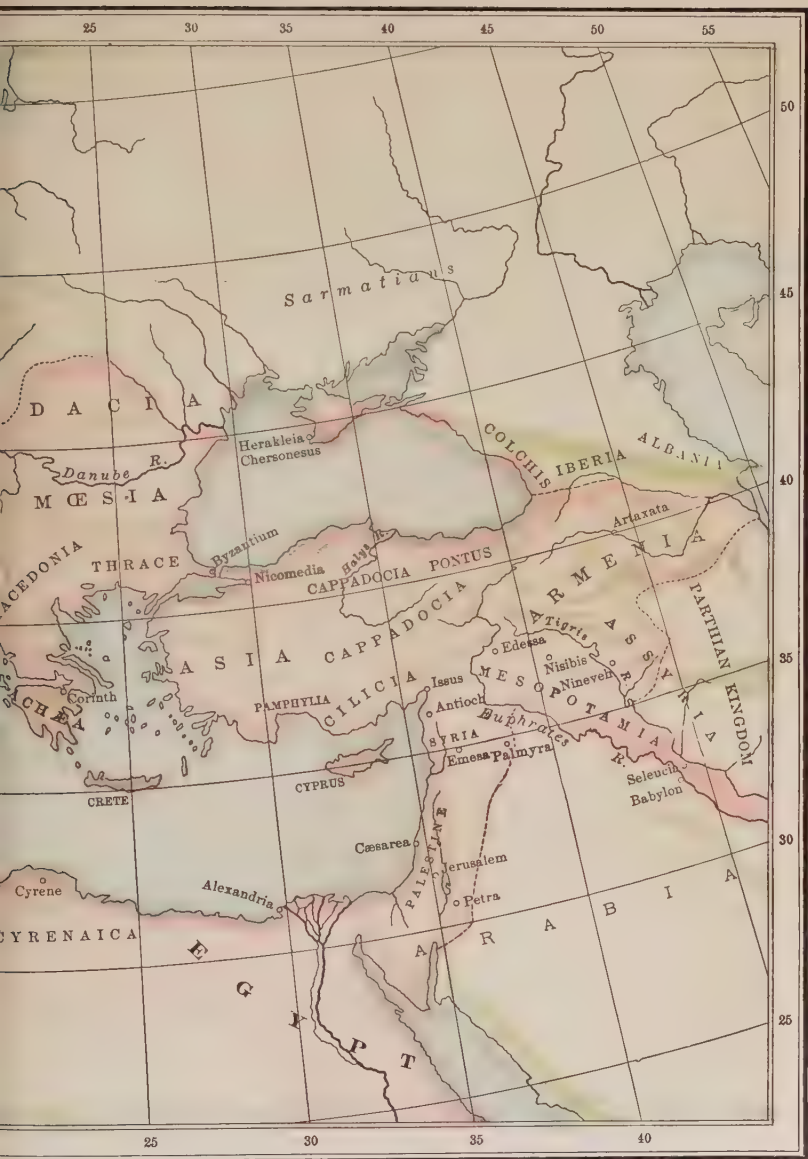 25 30 35 40 45 50 55
50
45
40
35
30
25
25 30 35 40
Sarmatians
DACIA
Herakleia
Chersonesus
COLCHIS
IBERIA
ALBANIA
Danube R.
MŒSIA
Artaxata
ACEDONIA
THRACE
Byzantium
Nicomedia
Halys R.
CAPPADOCIA PONTUS
ARMENIA
ASIA
CAPPADOCIA
Edessa
Tigris R.
ASSYRIA
PARTHIAN KINGDOM
Nisibis
Nineveh
MESOPOTAMIA
Corinth
CHÆA
PAMPHYLIA
CILICIA
Issus
Antioch
Euphrates R.
SYRIA
Emesa
Palmyra
CYPRUS
CRETE
Seleucia
Babylon
Cæsarea
PALESTINE
Jerusalem
Petra
Cyrene
Alexandria
CYRENAICA
EGYPT
ARABIA